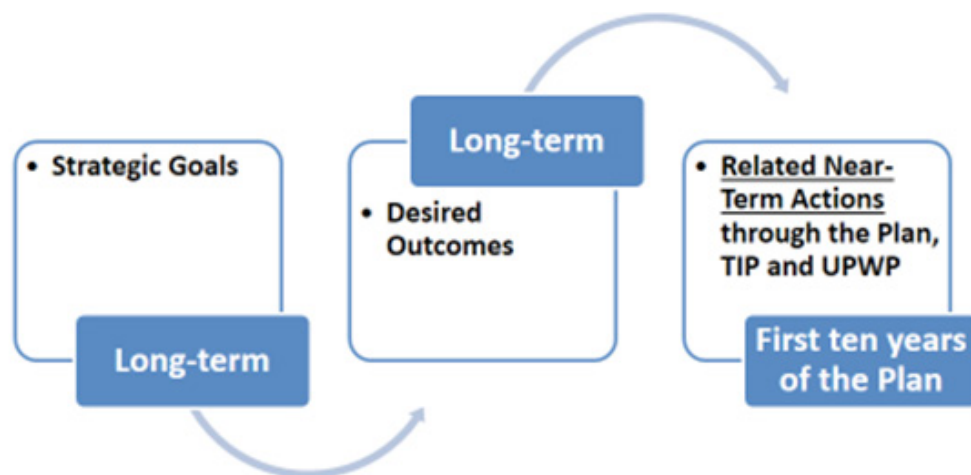 • Strategic Goals
Long-term
Long-term
• Desired
Outcomes
• Related Near-
Term Actions
through the Plan,
TIP and UPWP
First ten years
of the Plan